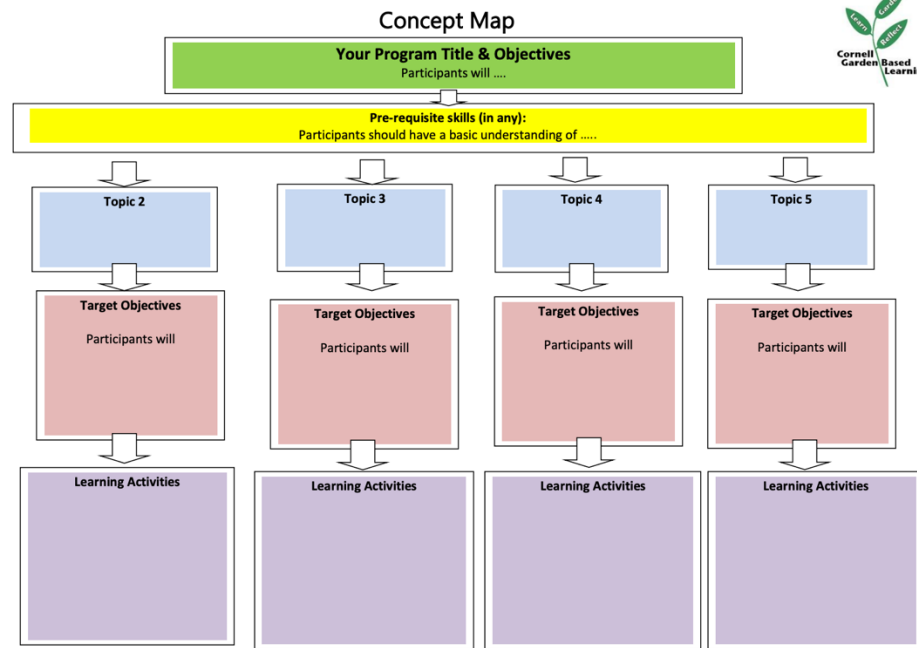 Concept Map
Learn
Garden
Reflect
Cornell
Garden Based
Learning
Your Program Title & Objectives
Participants will ....
Pre-requisite skills (in any):
Participants should have a basic understanding of .....
Topic 2
Topic 3
Topic 4
Topic 5
Target Objectives
Participants will
Target Objectives
Participants will
Target Objectives
Participants will
Target Objectives
Participants will
Learning Activities
Learning Activities
Learning Activities
Learning Activities